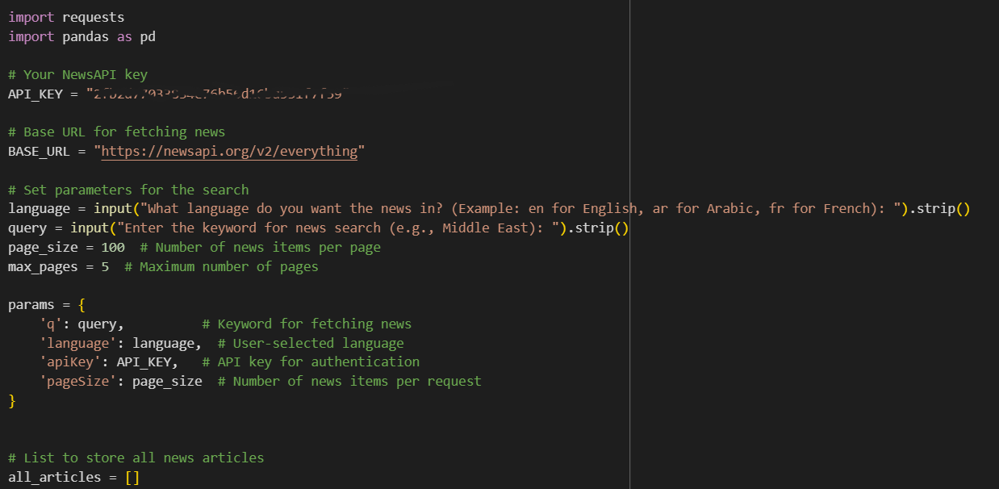 import requests
import pandas as pd
# Your NewsAPI key
API_KEY = "
# Base URL for fetching news
BASE_URL = "https://newsapi.org/v2/everything"
# Set parameters for the search
language = input("What language do you want the news in? (Example: en for English, ar for Arabic, fr for French): ").strip()
query = input("Enter the keyword for news search (e.g., Middle East): ").strip()
page_size = 100  # Number of news items per page
max_pages = 5  # Maximum number of pages
params = {
    'q': query,          # Keyword for fetching news
    'language': language,  # User-selected language
    'apiKey': API_KEY,   # API key for authentication
    'pageSize': page_size  # Number of news items per request
}
# List to store all news articles
all_articles = []